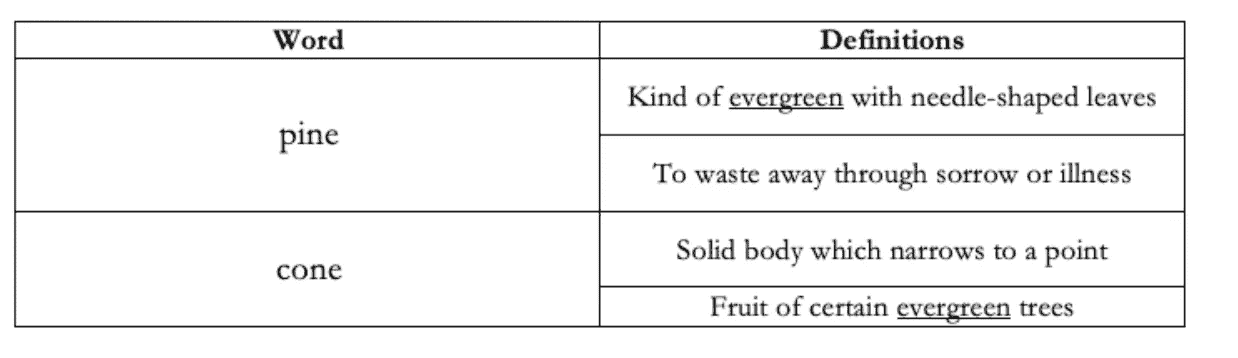 Word Definitions
pine
Kind of evergreen with needle-shaped leaves
To waste away through sorrow or illness
cone
Solid body which narrows to a point
Fruit of certain evergreen trees